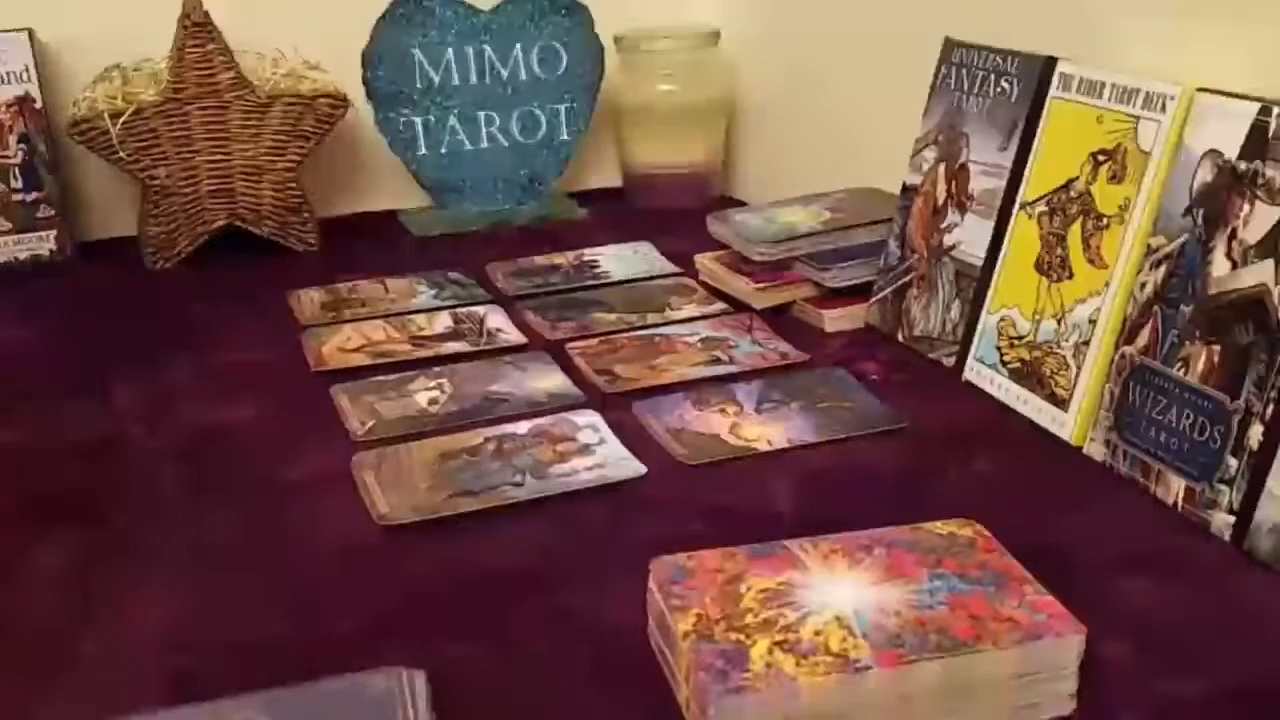 MIMO
TAROT
UNIVERSAL
FANTASY
TAROT
THE RIDER TAROT DECK
WIZARDS
TAROT